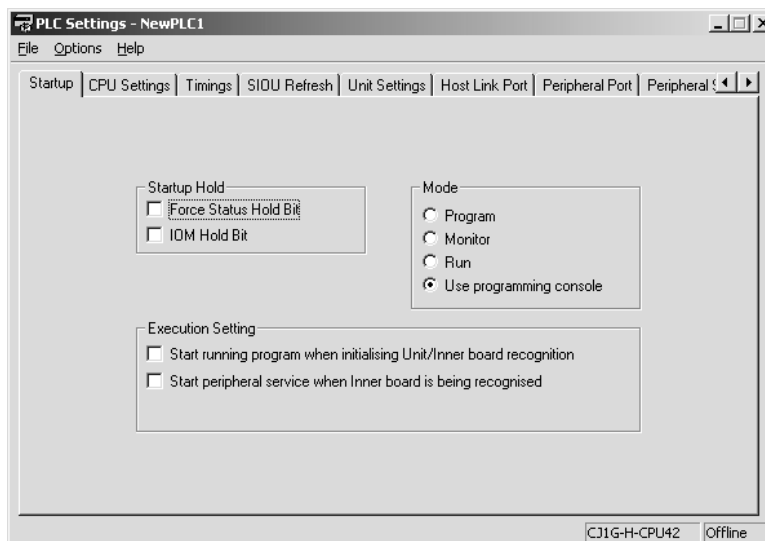 PLC Settings - NewPLC1
File Options Help
Startup CPU Settings Timings SIOU Refresh Unit Settings Host Link Port Peripheral Port Peripheral
Startup Hold
Force Status Hold Bit
IOM Hold Bit
Mode
Program
Monitor
Run
Use programming console
Execution Setting
Start running program when initialising Unit/Inner board recognition
Start peripheral service when Inner board is being recognised
CJ1G-H-CPU42 Offline